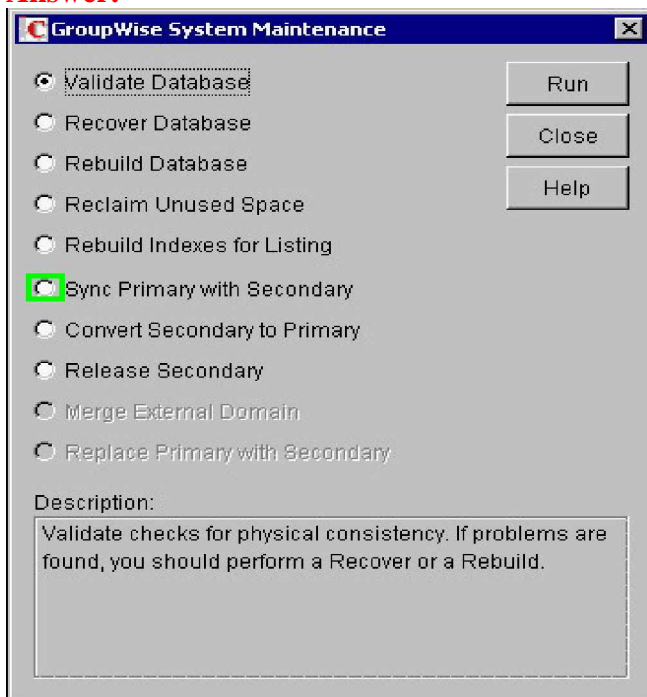 Answer:
GroupWise System Maintenance
Validate Database
Run
Recover Database
Close
Rebuild Database
Help
Reclaim Unused Space
Rebuild Indexes for Listing
Sync Primary with Secondary
Convert Secondary to Primary
Release Secondary
Merge External Domain
Replace Primary with Secondary
Description:
Validate checks for physical consistency. If problems are
found, you should perform a Recover or a Rebuild.